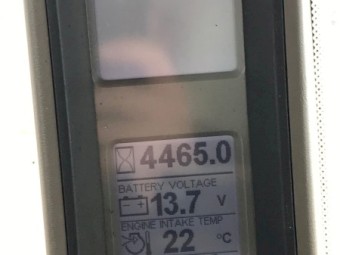 4465.0
BATTERY VOLTAGE
13.7 V
ENGINE INTAKE TEMP
22 °C